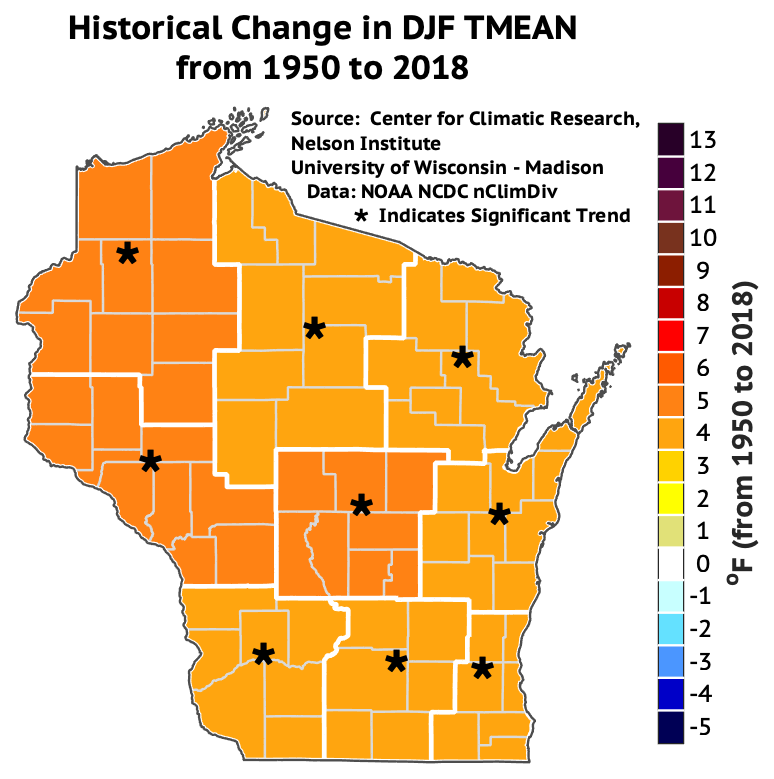 Historical Change in DJF TMEAN
from 1950 to 2018
Source:  Center for Climatic Research,
Nelson Institute
University of Wisconsin - Madison
Data: NOAA NCDC nClimDiv
* Indicates Significant Trend
13
12
11
10
9
8
7
6
5
4
3
2
1
0
-1
-2
-3
-4
-5
ºF (from 1950 to 2018)